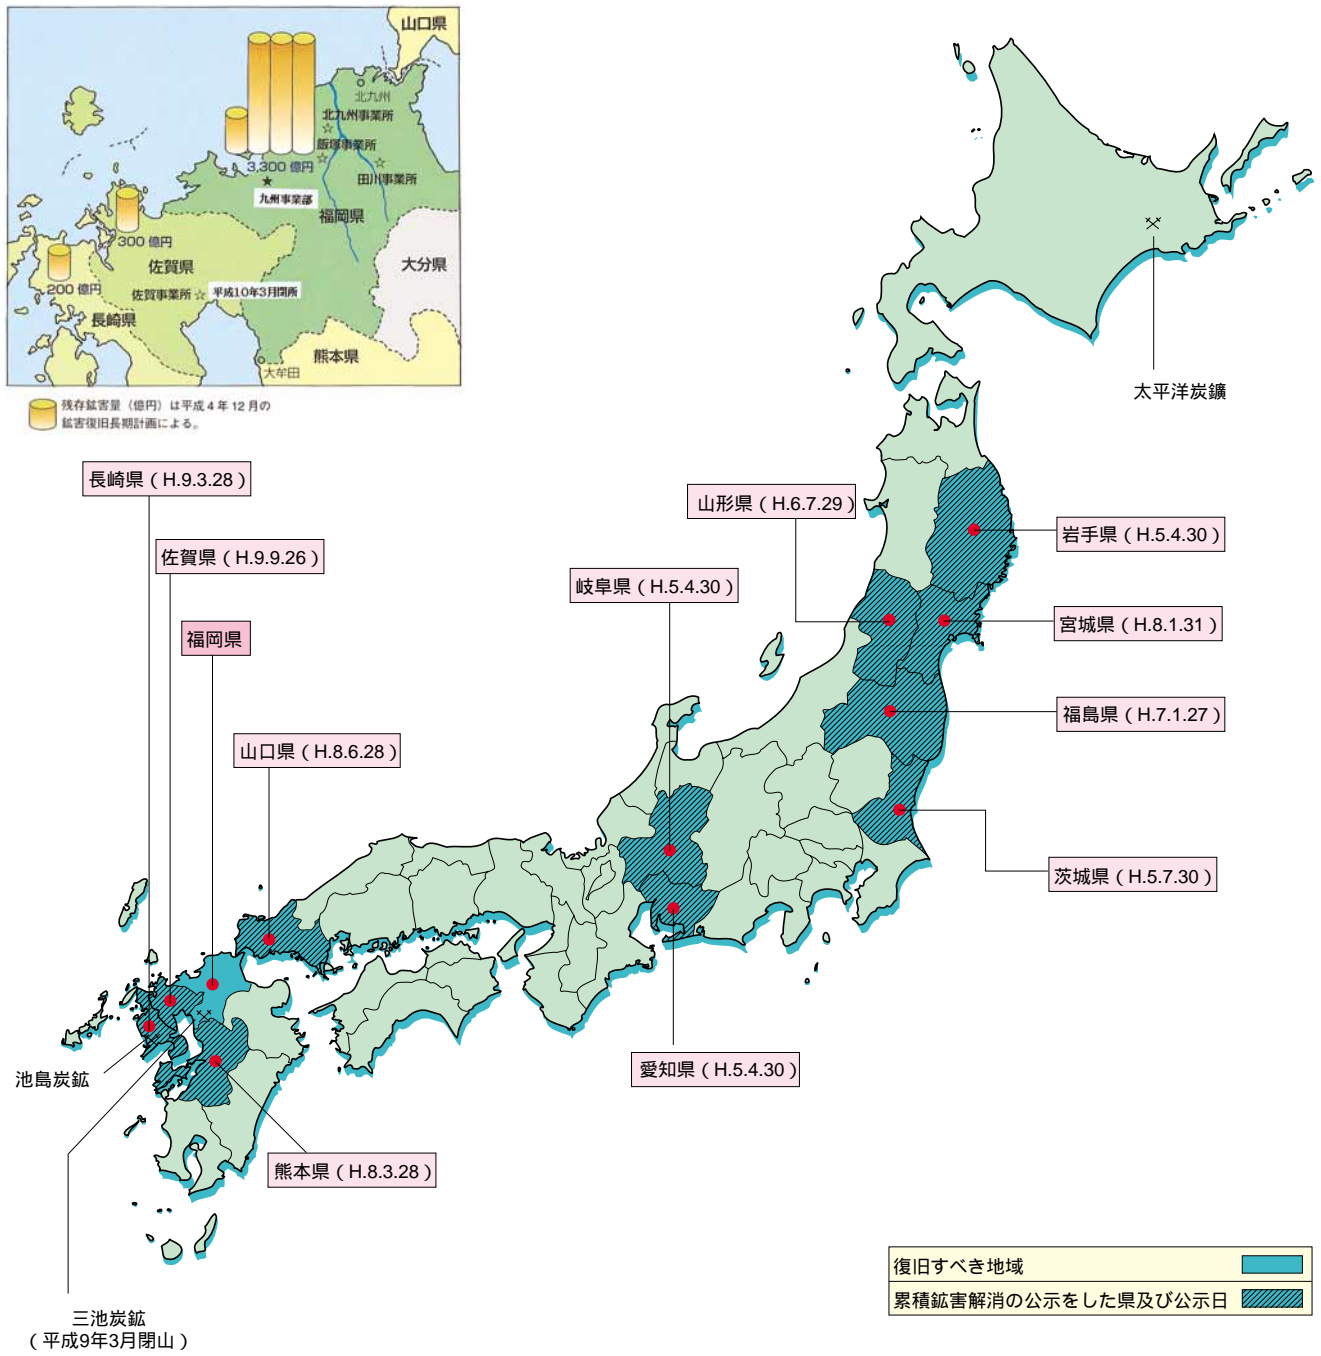 山口県
北九州
北九州事業所
飯塚事業所
3,300 億円
田川事業所
九州事業部
福岡県
300 億円
大分県
佐賀県
200 億円
佐賀事業所
平成10年3月閉所
長崎県
熊本県
大牟田
残存鉱害量（億円）は平成4年12月の
鉱害復旧長期計画による。
太平洋炭鑛
長崎県（H.9.3.28）
山形県（H.6.7.29）
岩手県（H.5.4.30）
佐賀県（H.9.9.26）
岐阜県（H.5.4.30）
宮城県（H.8.1.31）
福岡県
福島県（H.7.1.27）
山口県（H.8.6.28）
茨城県（H.5.7.30）
愛知県（H.5.4.30）
池島炭鉱
熊本県（H.8.3.28）
復旧すべき地域
累積鉱害解消の公示をした県及び公示日
三池炭鉱
（平成9年3月閉山）